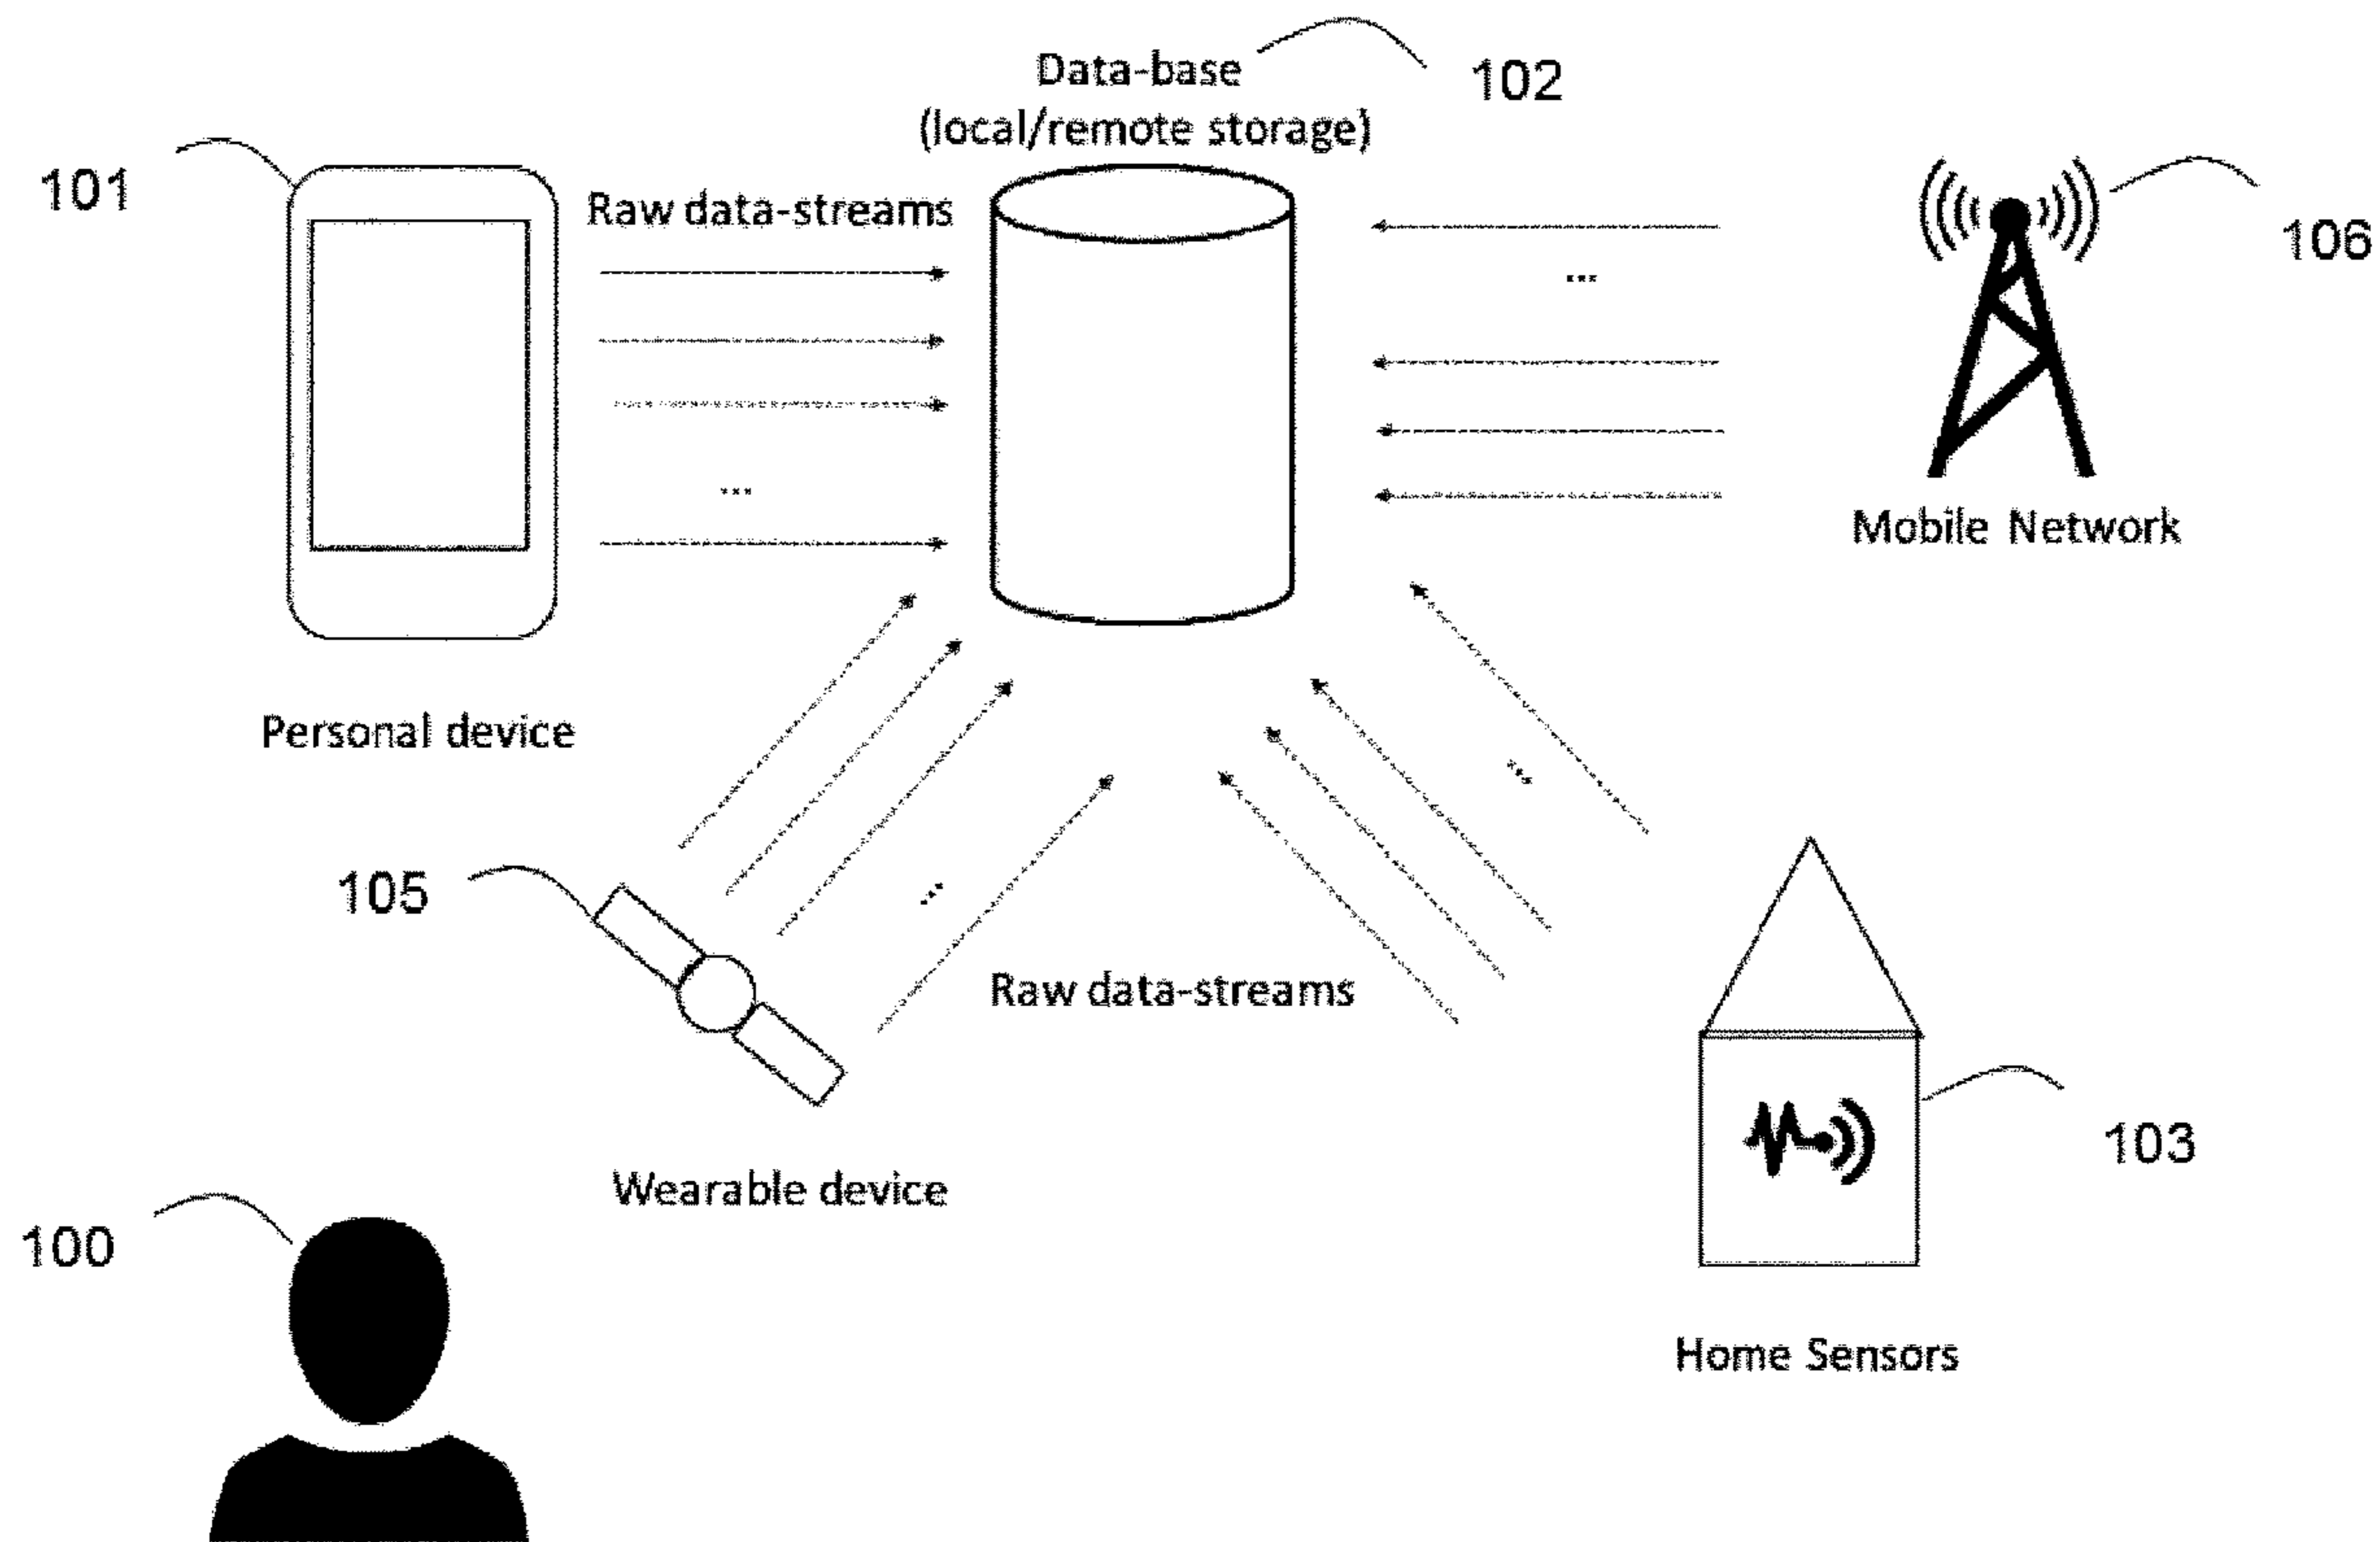 Data-base
102
(local/remote storage)
101
Raw data-streams
106
...
...
Mobile Network
Personal device
...
105
...
Raw data-streams
103
Wearable device
100
Home Sensors